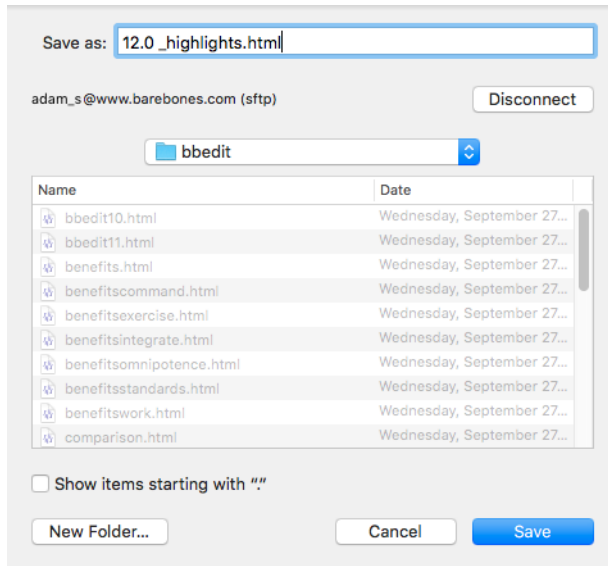 Save as: 12.0 _highlights.html
adam_s@www.barebones.com (sftp) Disconnect
bbedit
Name Date
bbedit10.html Wednesday, September 27...
bbedit11.html Wednesday, September 27...
benefits.html Wednesday, September 27...
benefitscommand.html Wednesday, September 27...
benefitsexercise.html Wednesday, September 27...
benefitsintegrate.html Wednesday, September 27...
benefitsomnipotence.html Wednesday, September 27...
benefitsstandards.html Wednesday, September 27...
benefitswork.html Wednesday, September 27...
comparison.html Wednesday, September 27...
Show items starting with “.”
New Folder... Cancel Save